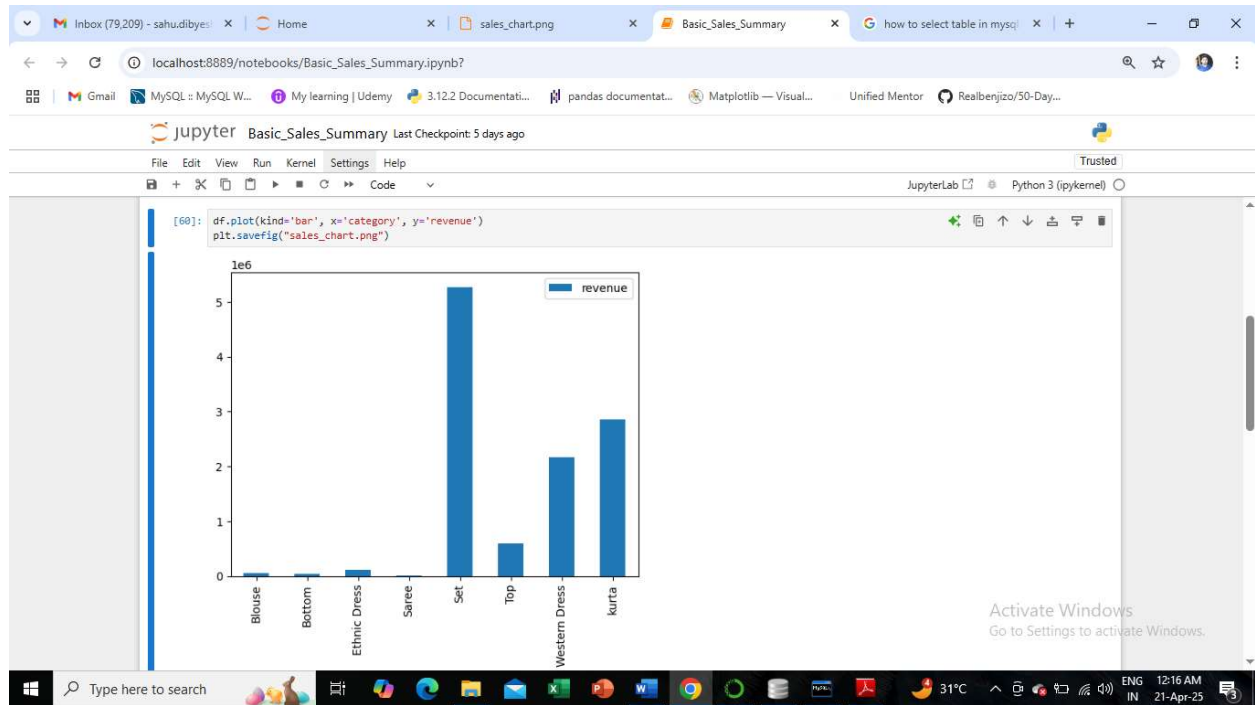 Inbox (79,209) - sahu.dibyes
Home
sales_chart.png
Basic_Sales_Summary
how to select table in mysql
localhost:8889/notebooks/Basic_Sales_Summary.ipynb?
Gmail
MySQL :: MySQL W...
My learning | Udemy
3.12.2 Documentati...
pandas documentat...
Matplotlib — Visual...
Unified Mentor
Realbenjizo/50-Day...
jupyter Basic_Sales_Summary Last Checkpoint: 5 days ago
File Edit View Run Kernel Settings Help
Trusted
Code
JupyterLab
Python 3 (ipykernel)
[60]: df.plot(kind='bar', x='category', y='revenue')
plt.savefig("sales_chart.png")
1e6
revenue
5
4
3
2
1
0
Blouse
Bottom
Ethnic Dress
Saree
Set
Top
Western Dress
kurta
Activate Windows
Go to Settings to activate Windows.
Type here to search
31°C
ENG
IN
12:16 AM
21-Apr-25
3